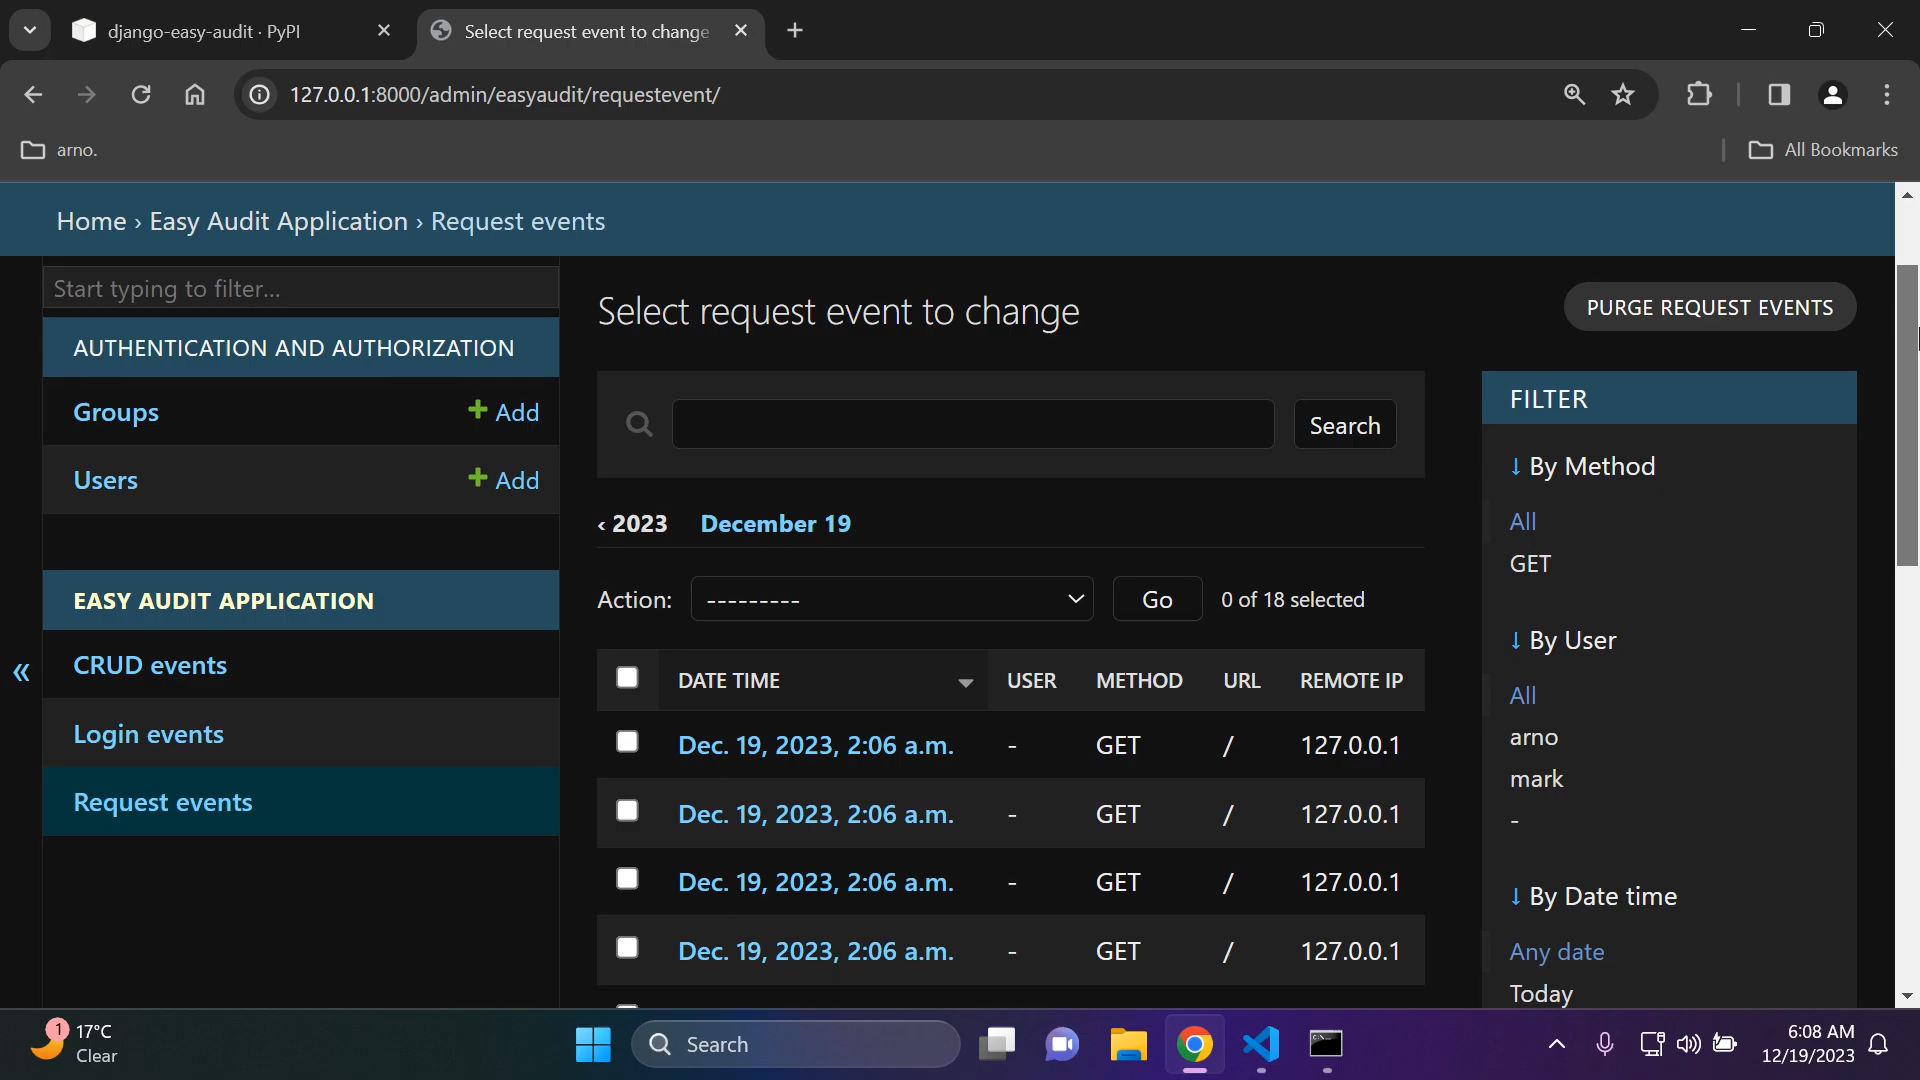 django-easy-audit · PyPI
Select request event to change
127.0.0.1:8000/admin/easyaudit/requestevent/
arno.
All Bookmarks
Home › Easy Audit Application › Request events
Start typing to filter...
AUTHENTICATION AND AUTHORIZATION
Groups + Add
Users + Add
EASY AUDIT APPLICATION
CRUD events
Login events
Request events
«
Select request event to change
PURGE REQUEST EVENTS
Search
‹ 2023 December 19
Action: --------- Go 0 of 18 selected
DATE TIME USER METHOD URL REMOTE IP
Dec. 19, 2023, 2:06 a.m. - GET / 127.0.0.1
Dec. 19, 2023, 2:06 a.m. - GET / 127.0.0.1
Dec. 19, 2023, 2:06 a.m. - GET / 127.0.0.1
Dec. 19, 2023, 2:06 a.m. - GET / 127.0.0.1
FILTER
↓ By Method
All
GET
↓ By User
All
arno
mark
-
↓ By Date time
Any date
Today
1
17°C
Clear
Search
6:08 AM
12/19/2023